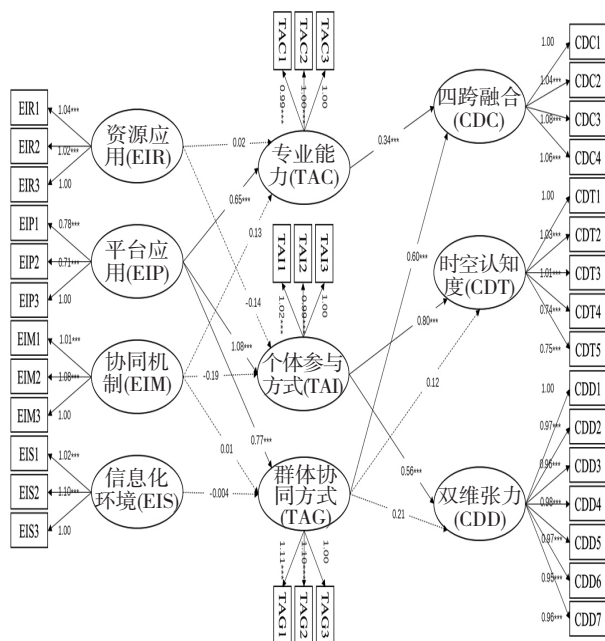 TAC1
TAC2
TAC3
0.99***
1.00***
1.00
EIR1
EIR2
EIR3
1.04***
1.02***
1.00
资源应
用(EIR)
EIP1
EIP2
EIP3
0.78***
0.71***
1.00
平台应
用(EIP)
EIM1
EIM2
EIM3
1.01***
1.08***
1.00
协同机
制(EIM)
EIS1
EIS2
EIS3
1.02***
1.10***
1.00
信息化
环境(EIS)
0.02
0.65***
0.13
-0.14
1.08***
-0.19
0.77***
0.01
-0.004
专业能
力(TAC)
TAI1
TAI2
TAI3
1.02***
0.99***
1.00
个体参与
方式(TAI)
群体协
同方式
(TAG)
1.11***
1.10***
1.00
TAG1
TAG2
TAG3
0.34***
0.60***
0.80***
0.12
0.56***
0.21
四跨融合
(CDC)
1.00
1.04***
1.08***
1.06***
CDC1
CDC2
CDC3
CDC4
时空认知
度(CDT)
1.00
1.03***
1.01***
0.74***
0.75***
CDT1
CDT2
CDT3
CDT4
CDT5
双维张力
(CDD)
1.00
0.97***
0.98***
0.97***
0.95***
0.96***
CDD1
CDD2
CDD3
CDD4
CDD5
CDD6
CDD7